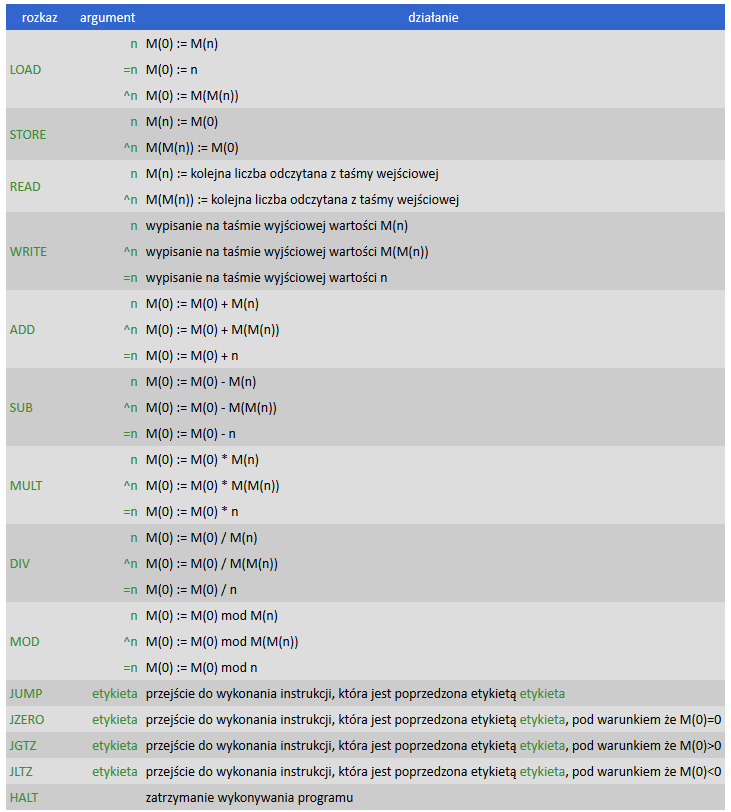 rozkaz argument działanie
n M(0) := M(n)
LOAD =n M(0) := n
^n M(0) := M(M(n))
n M(n) := M(0)
STORE
^n M(M(n)) := M(0)
n M(n) := kolejna liczba odczytana z taśmy wejściowej
READ
^n M(M(n)) := kolejna liczba odczytana z taśmy wejściowej
n wypisanie na taśmie wyjściowej wartości M(n)
WRITE ^n wypisanie na taśmie wyjściowej wartości M(M(n))
=n wypisanie na taśmie wyjściowej wartości n
n M(0) := M(0) + M(n)
ADD ^n M(0) := M(0) + M(M(n))
=n M(0) := M(0) + n
n M(0) := M(0) - M(n)
SUB ^n M(0) := M(0) - M(M(n))
=n M(0) := M(0) - n
n M(0) := M(0) * M(n)
MULT ^n M(0) := M(0) * M(M(n))
=n M(0) := M(0) * n
n M(0) := M(0) / M(n)
DIV ^n M(0) := M(0) / M(M(n))
=n M(0) := M(0) / n
n M(0) := M(0) mod M(n)
MOD ^n M(0) := M(0) mod M(M(n))
=n M(0) := M(0) mod n
JUMP etykieta przejście do wykonania instrukcji, która jest poprzedzona etykietą etykieta
JZERO etykieta przejście do wykonania instrukcji, która jest poprzedzona etykietą etykieta, pod warunkiem że M(0)=0
JGTZ etykieta przejście do wykonania instrukcji, która jest poprzedzona etykietą etykieta, pod warunkiem że M(0)>0
JLTZ etykieta przejście do wykonania instrukcji, która jest poprzedzona etykietą etykieta, pod warunkiem że M(0)<0
HALT zatrzymanie wykonywania programu